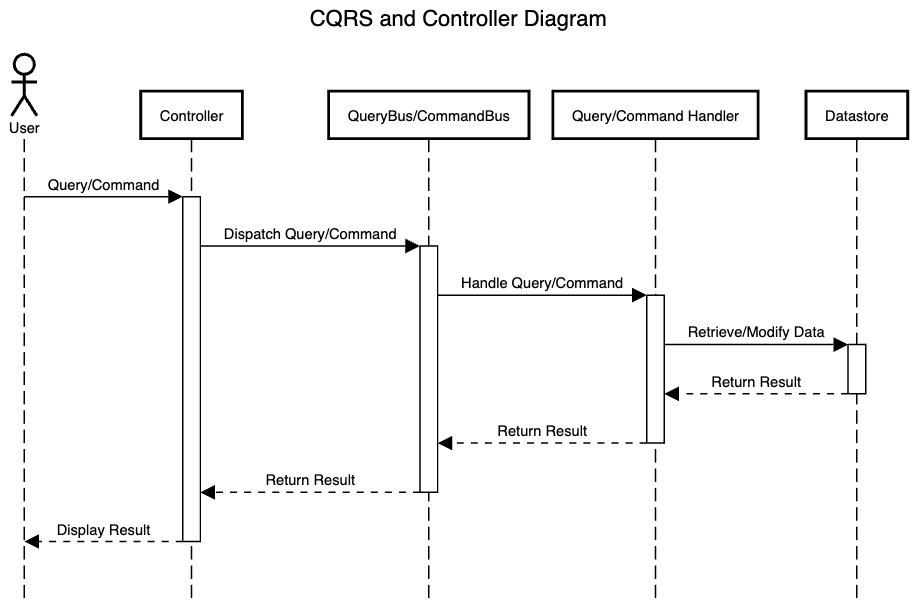 CQRS and Controller Diagram
User
Controller
QueryBus/CommandBus
Query/Command Handler
Datastore
Query/Command
Dispatch Query/Command
Handle Query/Command
Retrieve/Modify Data
Return Result
Return Result
Return Result
Display Result